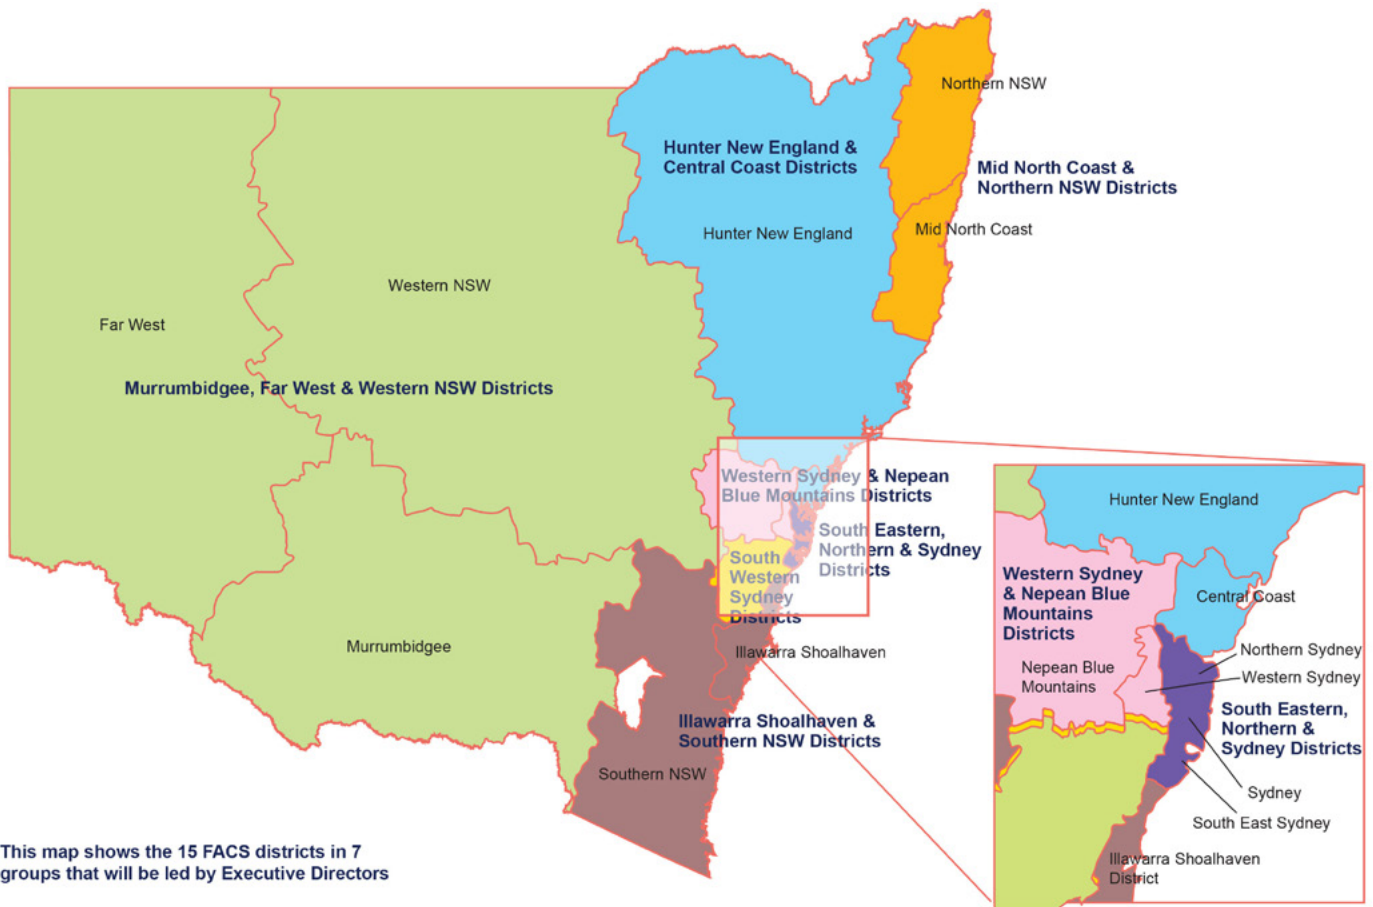 Northern NSW
Hunter New England &
Central Coast Districts
Mid North Coast &
Northern NSW Districts
Hunter New England
Mid North Coast
Western NSW
Far West
Murrumbidgee, Far West & Western NSW Districts
Western Sydney & Nepean
Blue Mountains Districts
South Eastern,
Northern & Sydney
Districts
South
Western
Sydney
Districts
Murrumbidgee
Illawarra Shoalhaven
Illawarra Shoalhaven &
Southern NSW Districts
Southern NSW
This map shows the 15 FACS districts in 7
groups that will be led by Executive Directors
Hunter New England
Western Sydney
& Nepean Blue
Mountains
Districts
Central Coast
Northern Sydney
Nepean Blue
Mountains
Western Sydney
South Eastern,
Northern &
Sydney Districts
Sydney
South East Sydney
Illawarra Shoalhaven
District